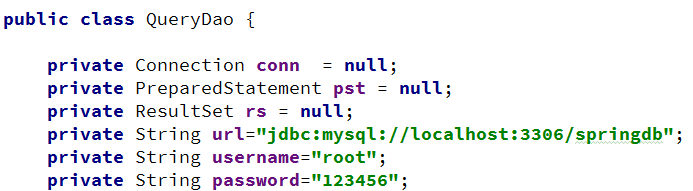 public class QueryDao {
private Connection conn  = null;
private PreparedStatement pst = null;
private ResultSet rs = null;
private String url="jdbc:mysql://localhost:3306/springdb";
private String username="root";
private String password="123456";